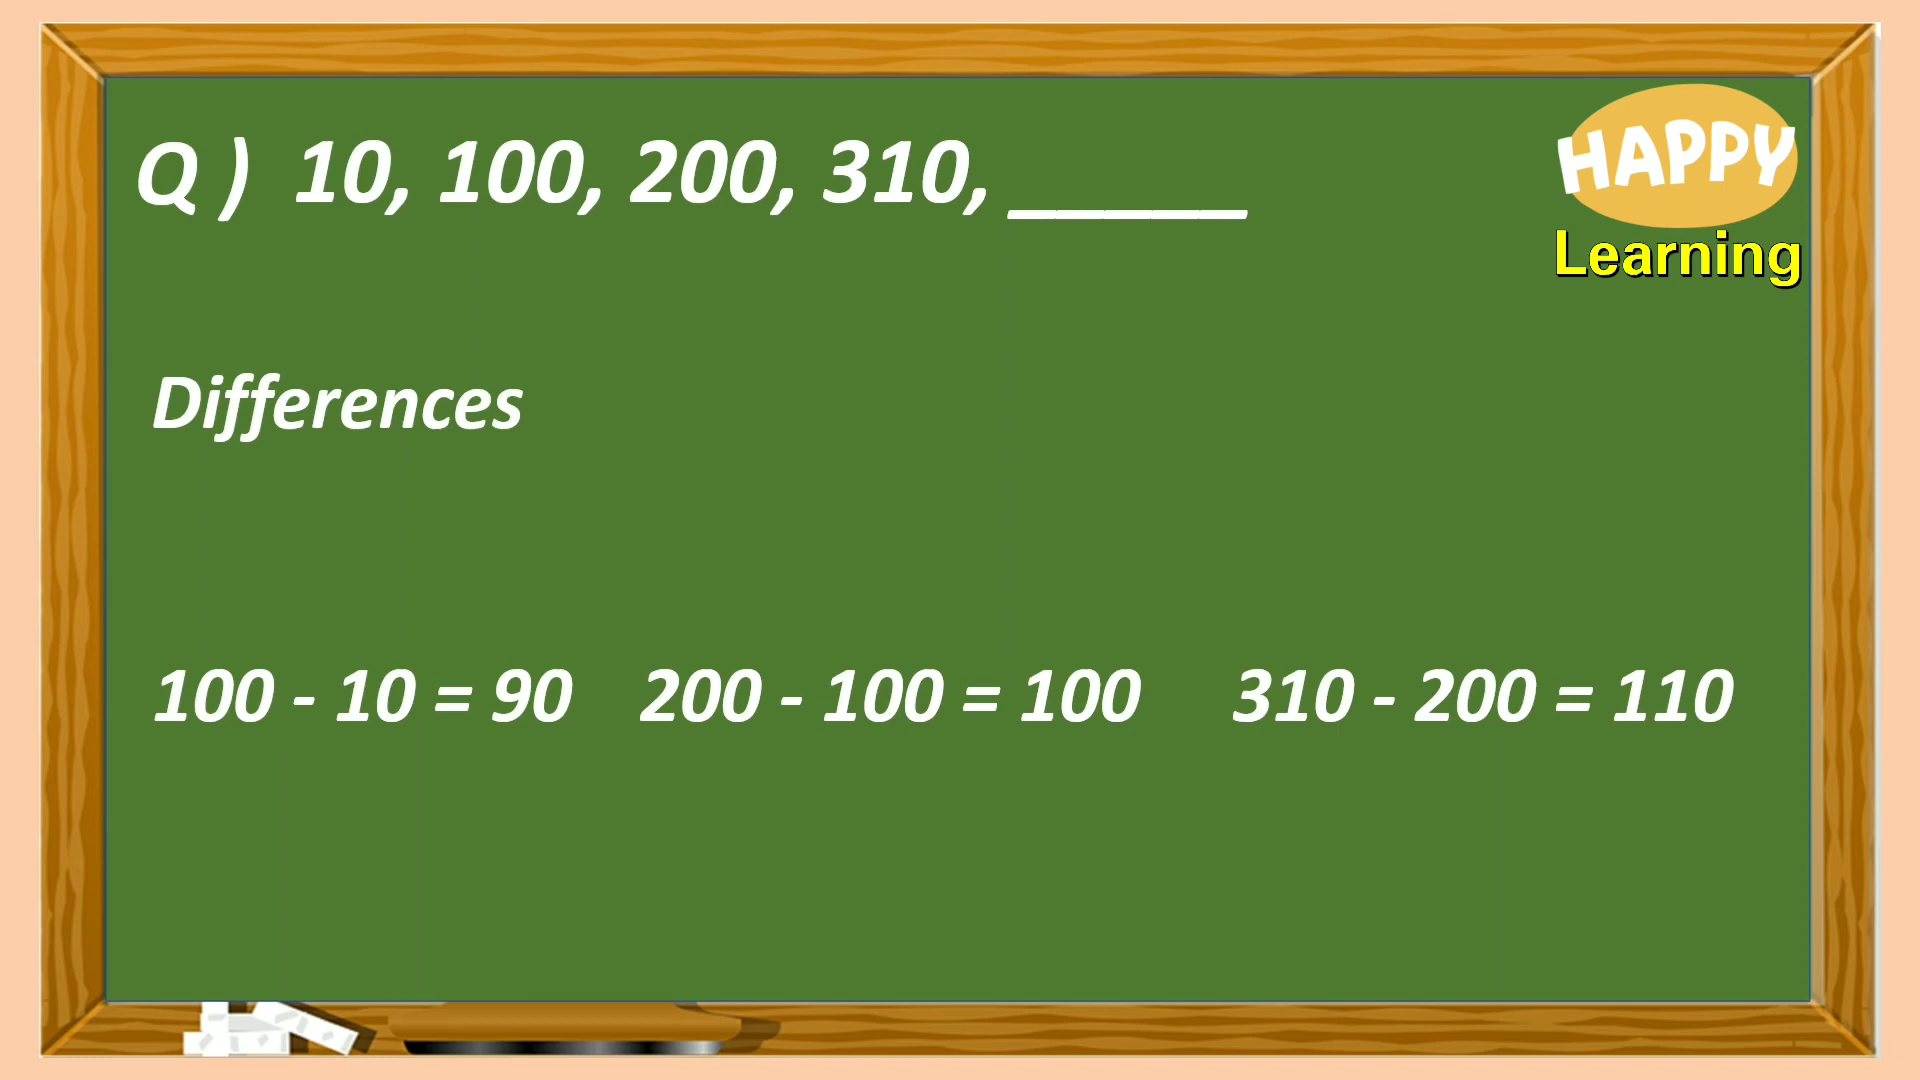 Q ) 10, 100, 200, 310, _____
HAPPY
Learning
Differences
100 - 10 = 90 200 - 100 = 100 310 - 200 = 110